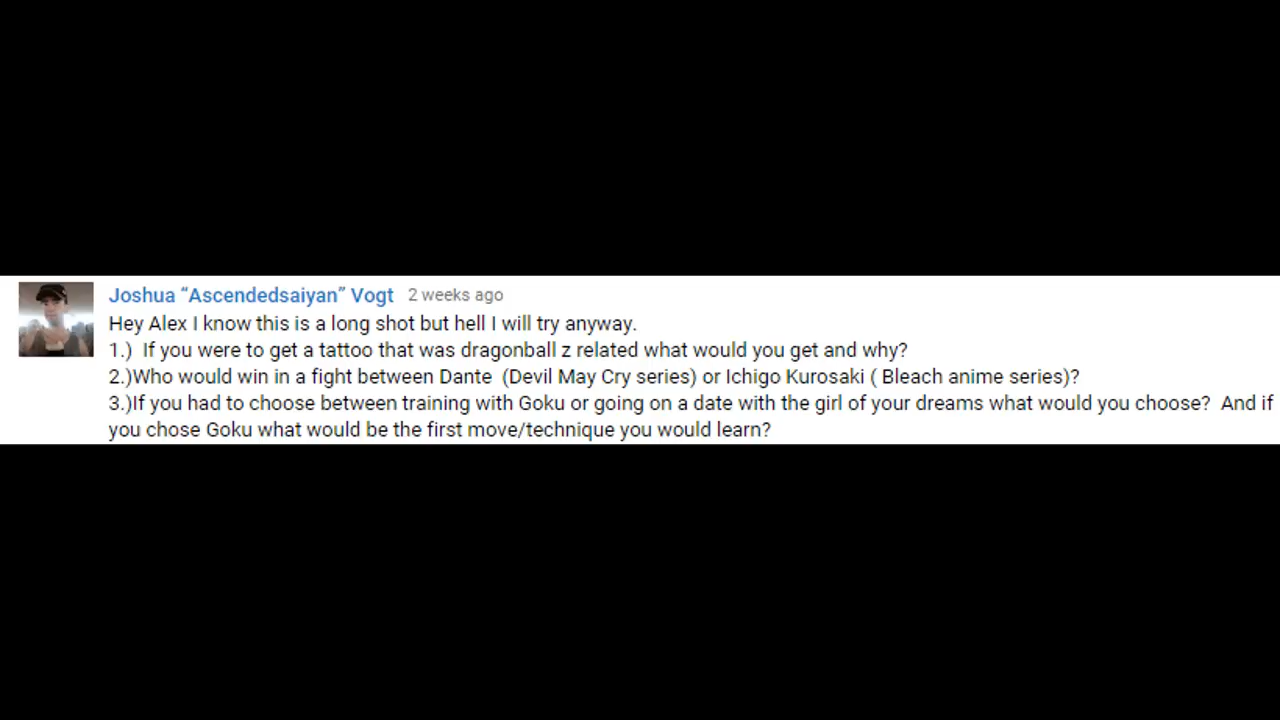 Joshua “Ascendedsaiyan” Vogt 2 weeks ago
Hey Alex I know this is a long shot but hell I will try anyway.
1.)  If you were to get a tattoo that was dragonball z related what would you get and why?
2.)Who would win in a fight between Dante  (Devil May Cry series) or Ichigo Kurosaki ( Bleach anime series)?
3.)If you had to choose between training with Goku or going on a date with the girl of your dreams what would you choose?  And if
you chose Goku what would be the first move/technique you would learn?